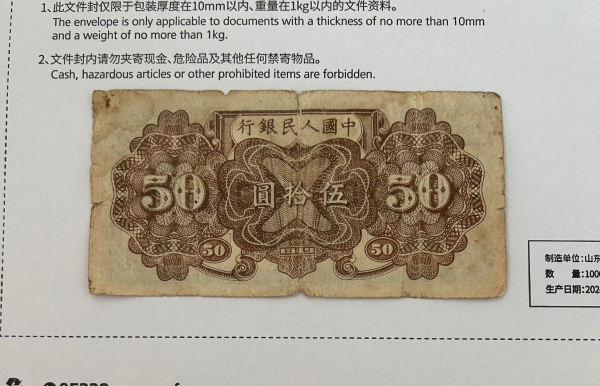 1、此文件封仅限于包装厚度在10mm以内、重量在1kg以内的文件资料。
The envelope is only applicable to documents with a thickness of no more than 10mm
and a weight of no more than 1kg.
2、文件封内请勿夹寄现金、危险品及其他任何禁寄物品。
Cash, hazardous articles or other prohibited items are forbidden.
行銀民人國中
50 圓拾伍 50
50 50
制造单位:山东
数 量:100
生产日期:202